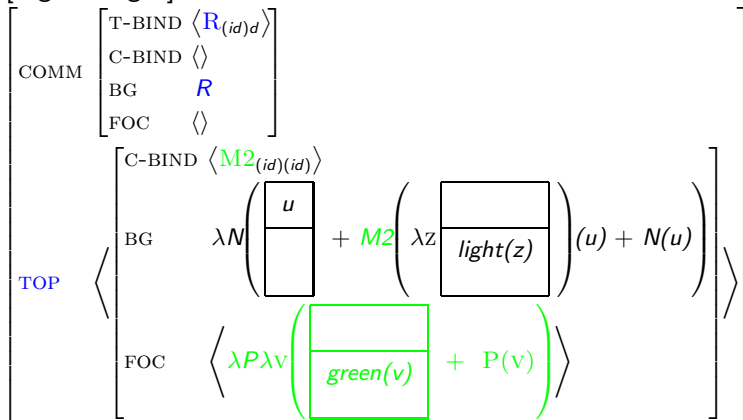 T-BIND ⟨R(id)d⟩
C-BIND ⟨⟩
COMM
BG R
FOC ⟨⟩
C-BIND ⟨M2(id)(id)⟩
u
BG λN( + M2(λz light(z))(u) + N(u))
TOP
FOC ⟨λPλv( green(v) + P(v))⟩